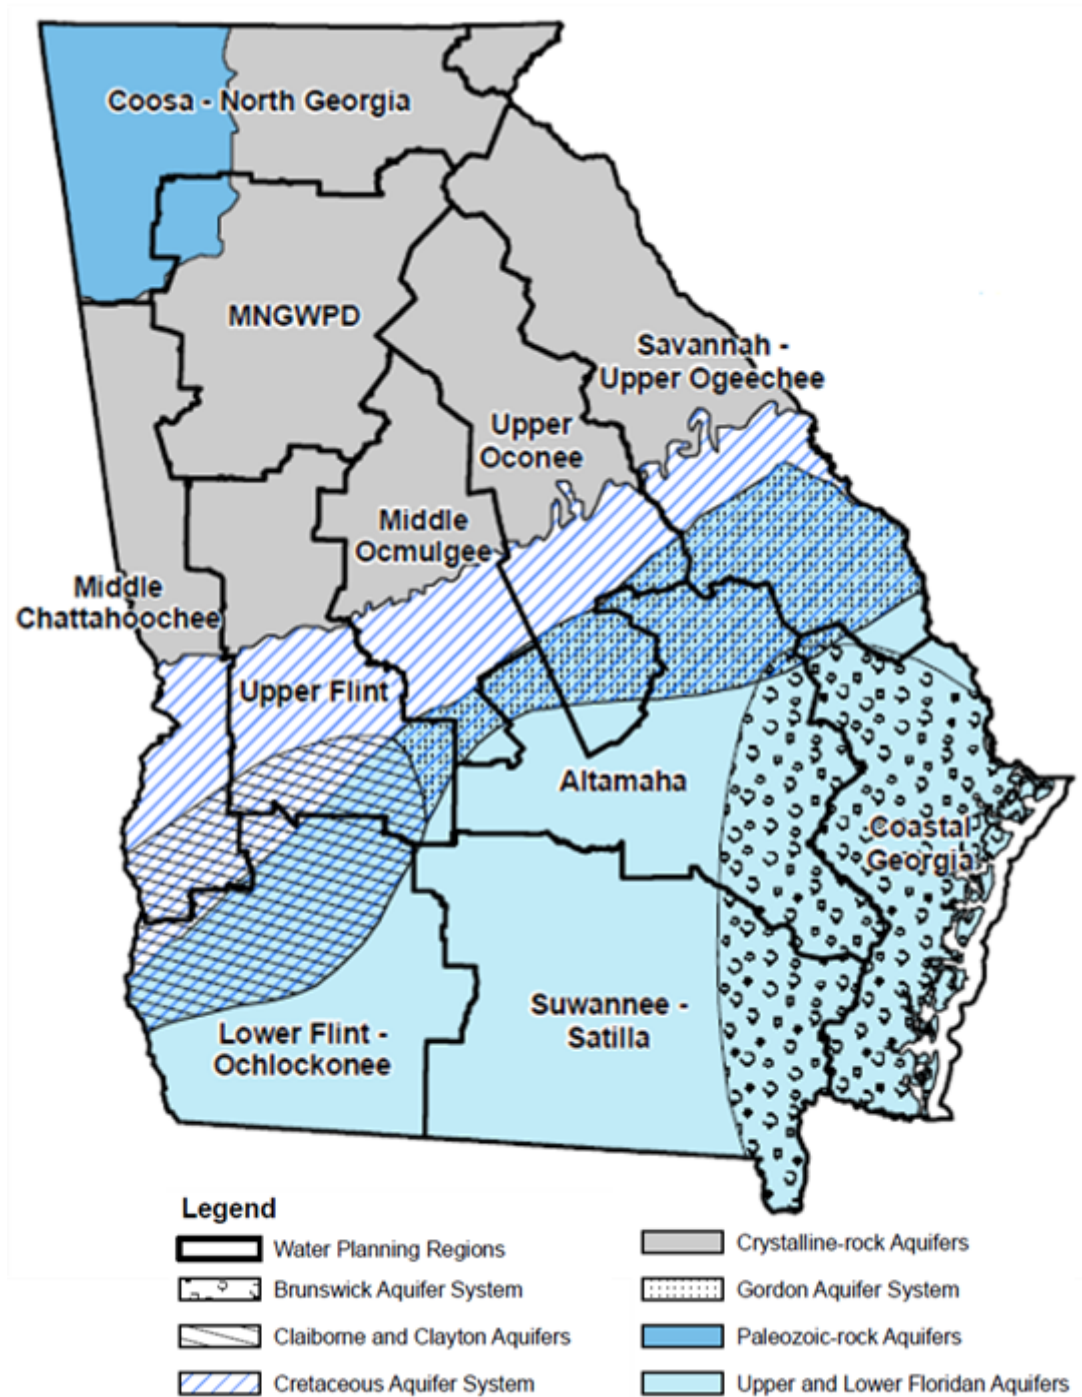 Coosa - North Georgia
MNGWPD
Savannah -
Upper Ogeechee
Upper
Oconee
Middle
Ocmulgee
Middle
Chattahoochee
Upper Flint
Altamaha
Coastal
Georgia
Suwannee -
Satilla
Lower Flint -
Ochlockonee
Legend
Water Planning Regions
Brunswick Aquifer System
Claiborne and Clayton Aquifers
Cretaceous Aquifer System
Crystalline-rock Aquifers
Gordon Aquifer System
Paleozoic-rock Aquifers
Upper and Lower Floridan Aquifers